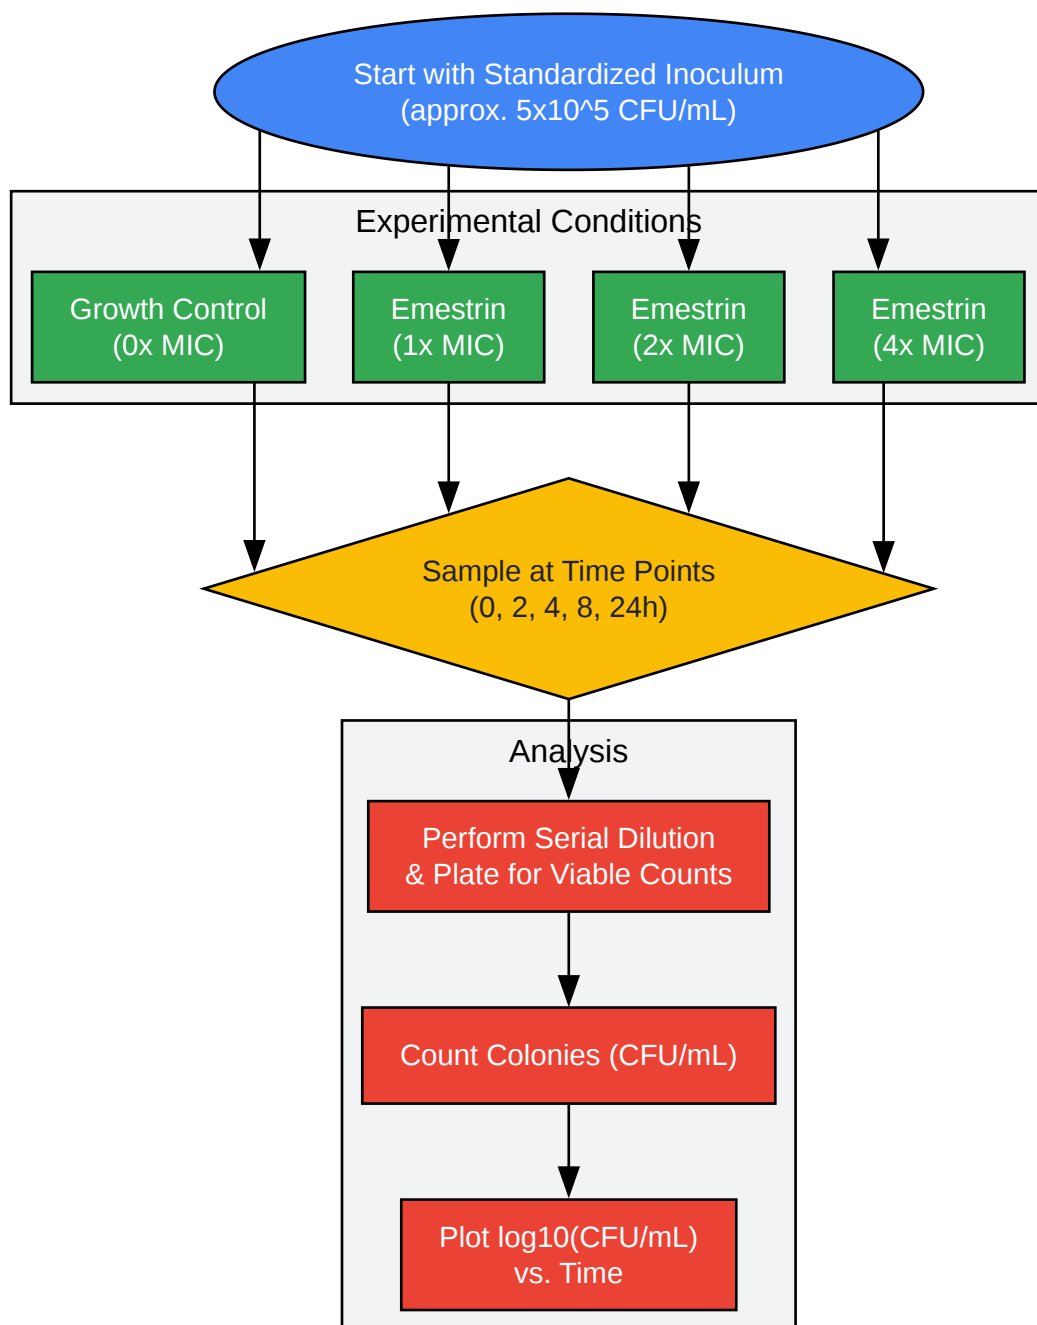 Start with Standardized Inoculum
(approx. 5x10^5 CFU/mL)
Experimental Conditions
Growth Control
(0x MIC)
Emestrin
(1x MIC)
Emestrin
(2x MIC)
Emestrin
(4x MIC)
Sample at Time Points
(0, 2, 4, 8, 24h)
Analysis
Perform Serial Dilution
& Plate for Viable Counts
Count Colonies (CFU/mL)
Plot log10(CFU/mL)
vs. Time